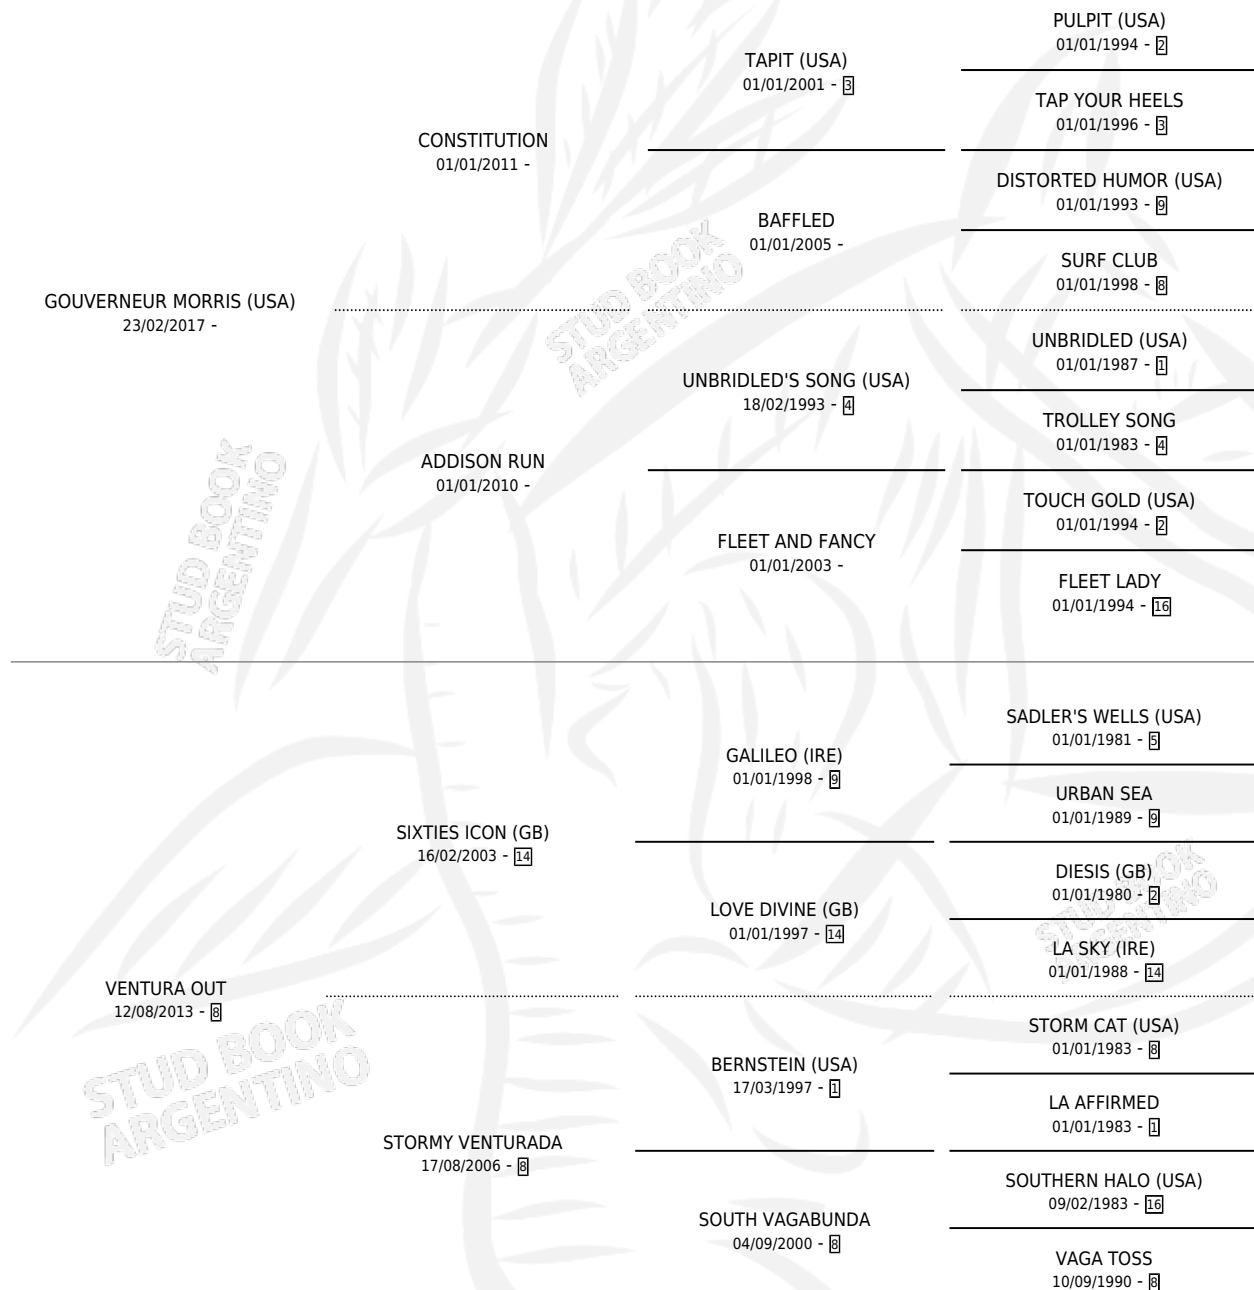 PULPIT (USA)
01/01/1994 - 2
TAPIT (USA)
01/01/2001 - 3
TAP YOUR HEELS
01/01/1996 - 3
CONSTITUTION
01/01/2011 -
DISTORTED HUMOR (USA)
01/01/1993 - 9
BAFFLED
01/01/2005 -
SURF CLUB
01/01/1998 - 8
GOUVERNEUR MORRIS (USA)
23/02/2017 -
UNBRIDLED (USA)
01/01/1987 - 1
UNBRIDLED'S SONG (USA)
18/02/1993 - 4
TROLLEY SONG
01/01/1983 - 4
ADDISON RUN
01/01/2010 -
TOUCH GOLD (USA)
01/01/1994 - 2
FLEET AND FANCY
01/01/2003 -
FLEET LADY
01/01/1994 - 16
SADLER'S WELLS (USA)
01/01/1981 - 5
GALILEO (IRE)
01/01/1998 - 9
URBAN SEA
01/01/1989 - 9
SIXTIES ICON (GB)
16/02/2003 - 14
DIESIS (GB)
01/01/1980 - 2
LOVE DIVINE (GB)
01/01/1997 - 14
LA SKY (IRE)
01/01/1988 - 14
VENTURA OUT
12/08/2013 - 8
STORM CAT (USA)
01/01/1983 - 8
BERNSTEIN (USA)
17/03/1997 - 1
LA AFFIRMED
01/01/1983 - 1
STORMY VENTURADA
17/08/2006 - 8
SOUTHERN HALO (USA)
09/02/1983 - 16
SOUTH VAGABUNDA
04/09/2000 - 8
VAGA TOSS
10/09/1990 - 8
STUD BOOK
ARGENTINO
STUD BOOK
ARGENTINO
STUD BOOK
ARGENTINO
STUD BOOK
ARGENTINO